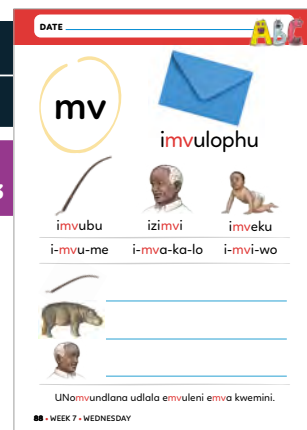 DATE
ABC
mv
imvulophu
imvubu izimvi imveku
i-mvu-me i-mva-ka-lo i-mvi-wo
UNomvundlana udlala emvuleni emva kwemini.
88 • WEEK 7 • WEDNESDAY